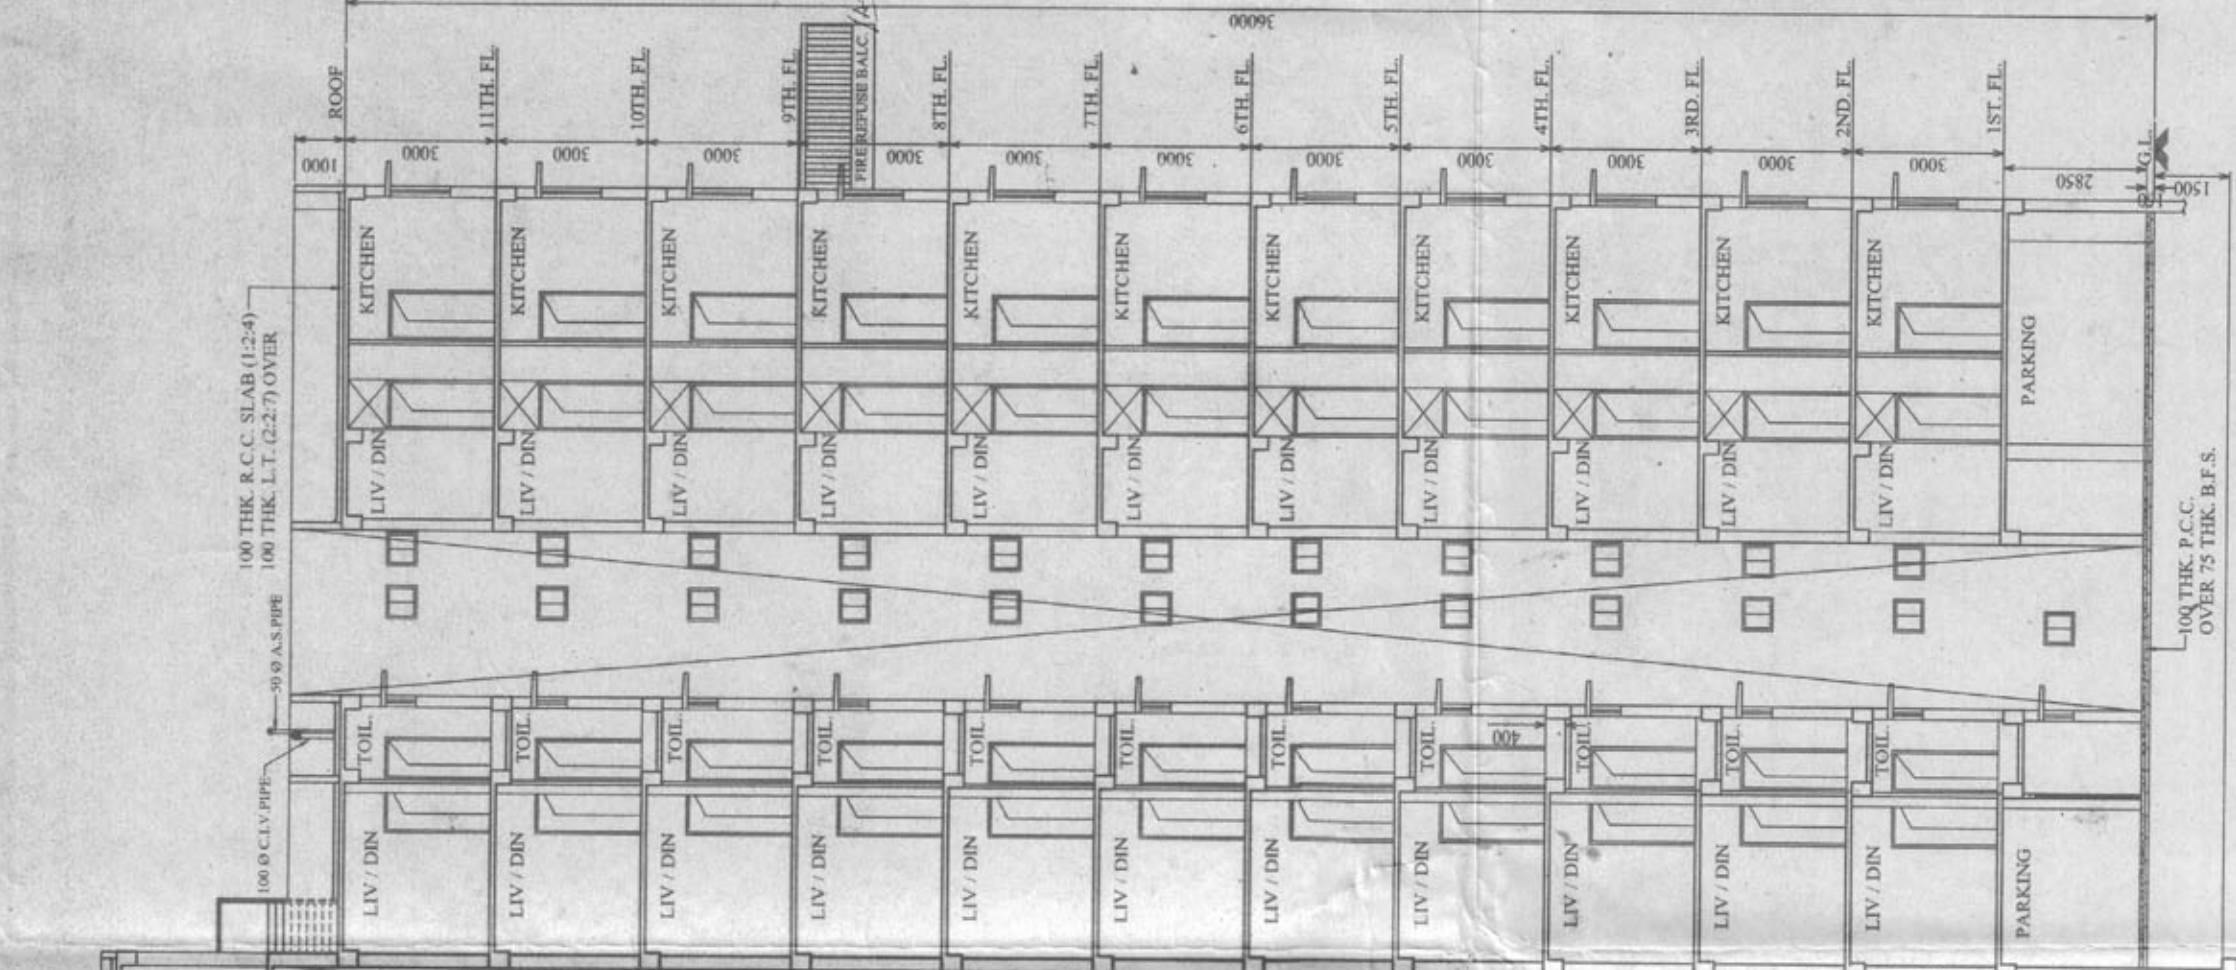 36000
ROOF
11TH. FL.
10TH. FL.
9TH. FL.
FIRE REFUSE BALC.
8TH. FL.
7TH. FL.
6TH. FL.
5TH. FL.
4TH. FL.
3RD. FL.
2ND. FL.
1ST. FL.
G.L.
1000
3000
3000
3000
3000
3000
3000
3000
3000
3000
3000
3000
2850
1500
100 THK. R.C.C. SLAB (1:2:4)
100 THK. L.T. (2:2:7) OVER
KITCHEN
KITCHEN
KITCHEN
KITCHEN
KITCHEN
KITCHEN
KITCHEN
KITCHEN
KITCHEN
KITCHEN
KITCHEN
PARKING
LIV / DIN
LIV / DIN
LIV / DIN
LIV / DIN
LIV / DIN
LIV / DIN
LIV / DIN
LIV / DIN
LIV / DIN
LIV / DIN
LIV / DIN
100 THK. P.C.C.
OVER 75 THK. B.F.S.
50 Ø A.S.PIPE
100 Ø C.I.V.PIPE
TOIL.
TOIL.
TOIL.
TOIL.
TOIL.
TOIL.
TOIL.
TOIL.
400
TOIL.
TOIL.
TOIL.
LIV / DIN
LIV / DIN
LIV / DIN
LIV / DIN
LIV / DIN
LIV / DIN
LIV / DIN
LIV / DIN
LIV / DIN
LIV / DIN
LIV / DIN
PARKING